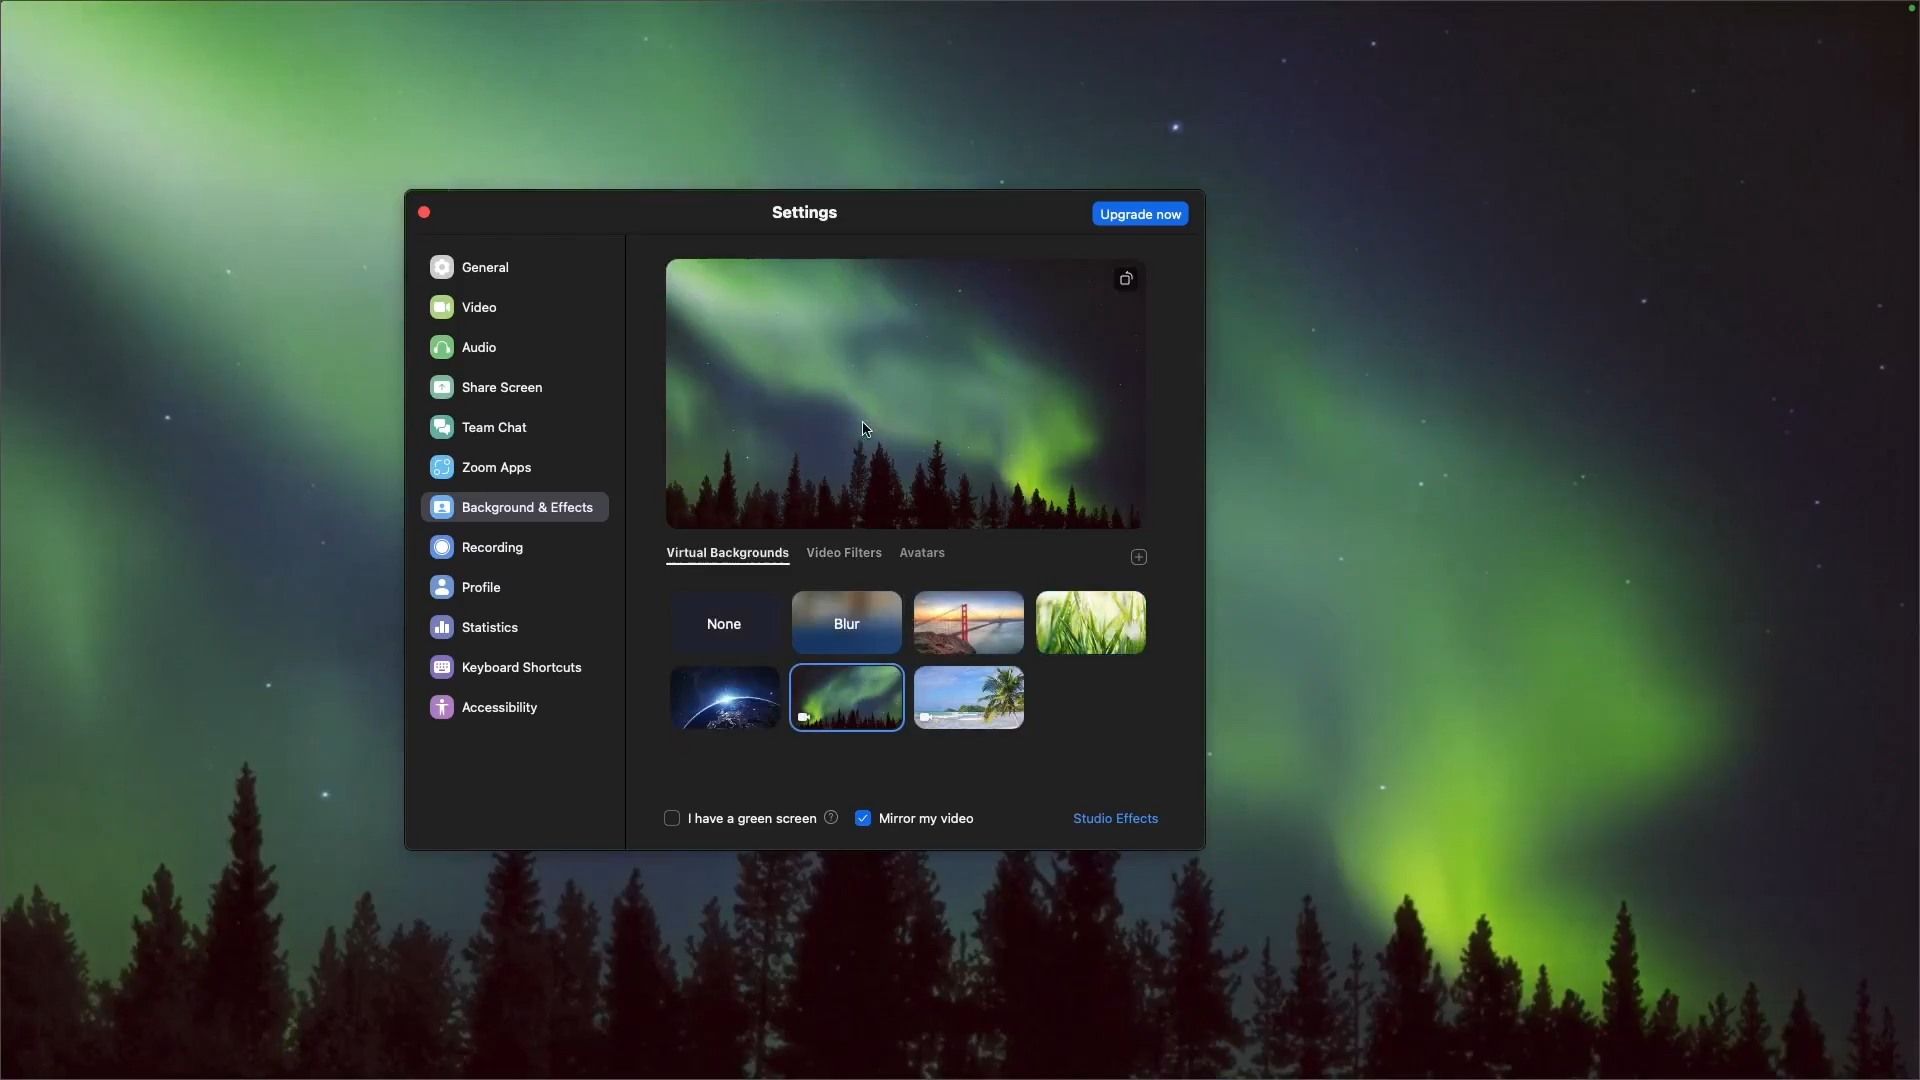 Settings
Upgrade now
General
Video
Audio
Share Screen
Team Chat
Zoom Apps
Background & Effects
Recording
Profile
Statistics
Keyboard Shortcuts
Accessibility
Virtual Backgrounds Video Filters Avatars
None
Blur
I have a green screen ?
Mirror my video
Studio Effects